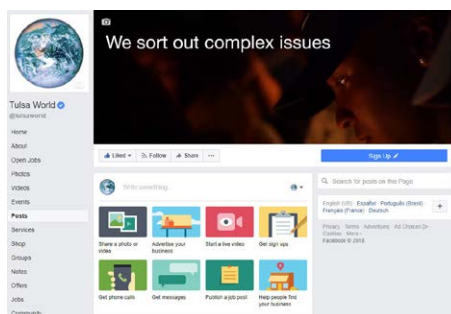 We sort out complex issues
Tulsa World
@tulsaworld
Home
About
Open Jobs
Photos
Videos
Events
Posts
Services
Shop
Groups
Notes
Offers
Jobs
Community
Liked
Follow
Share
Sign Up
Write something...
Share a photo or video
Advertise your business
Start a live video
Get sign ups
Get phone calls
Get messages
Publish a job post
Help people find your business
Search for posts on this Page
English (US) · Español · Português (Brasil) ·
Français (France) · Deutsch
Privacy · Terms · Advertising · Ad Choices
Cookies · More
Facebook © 2018